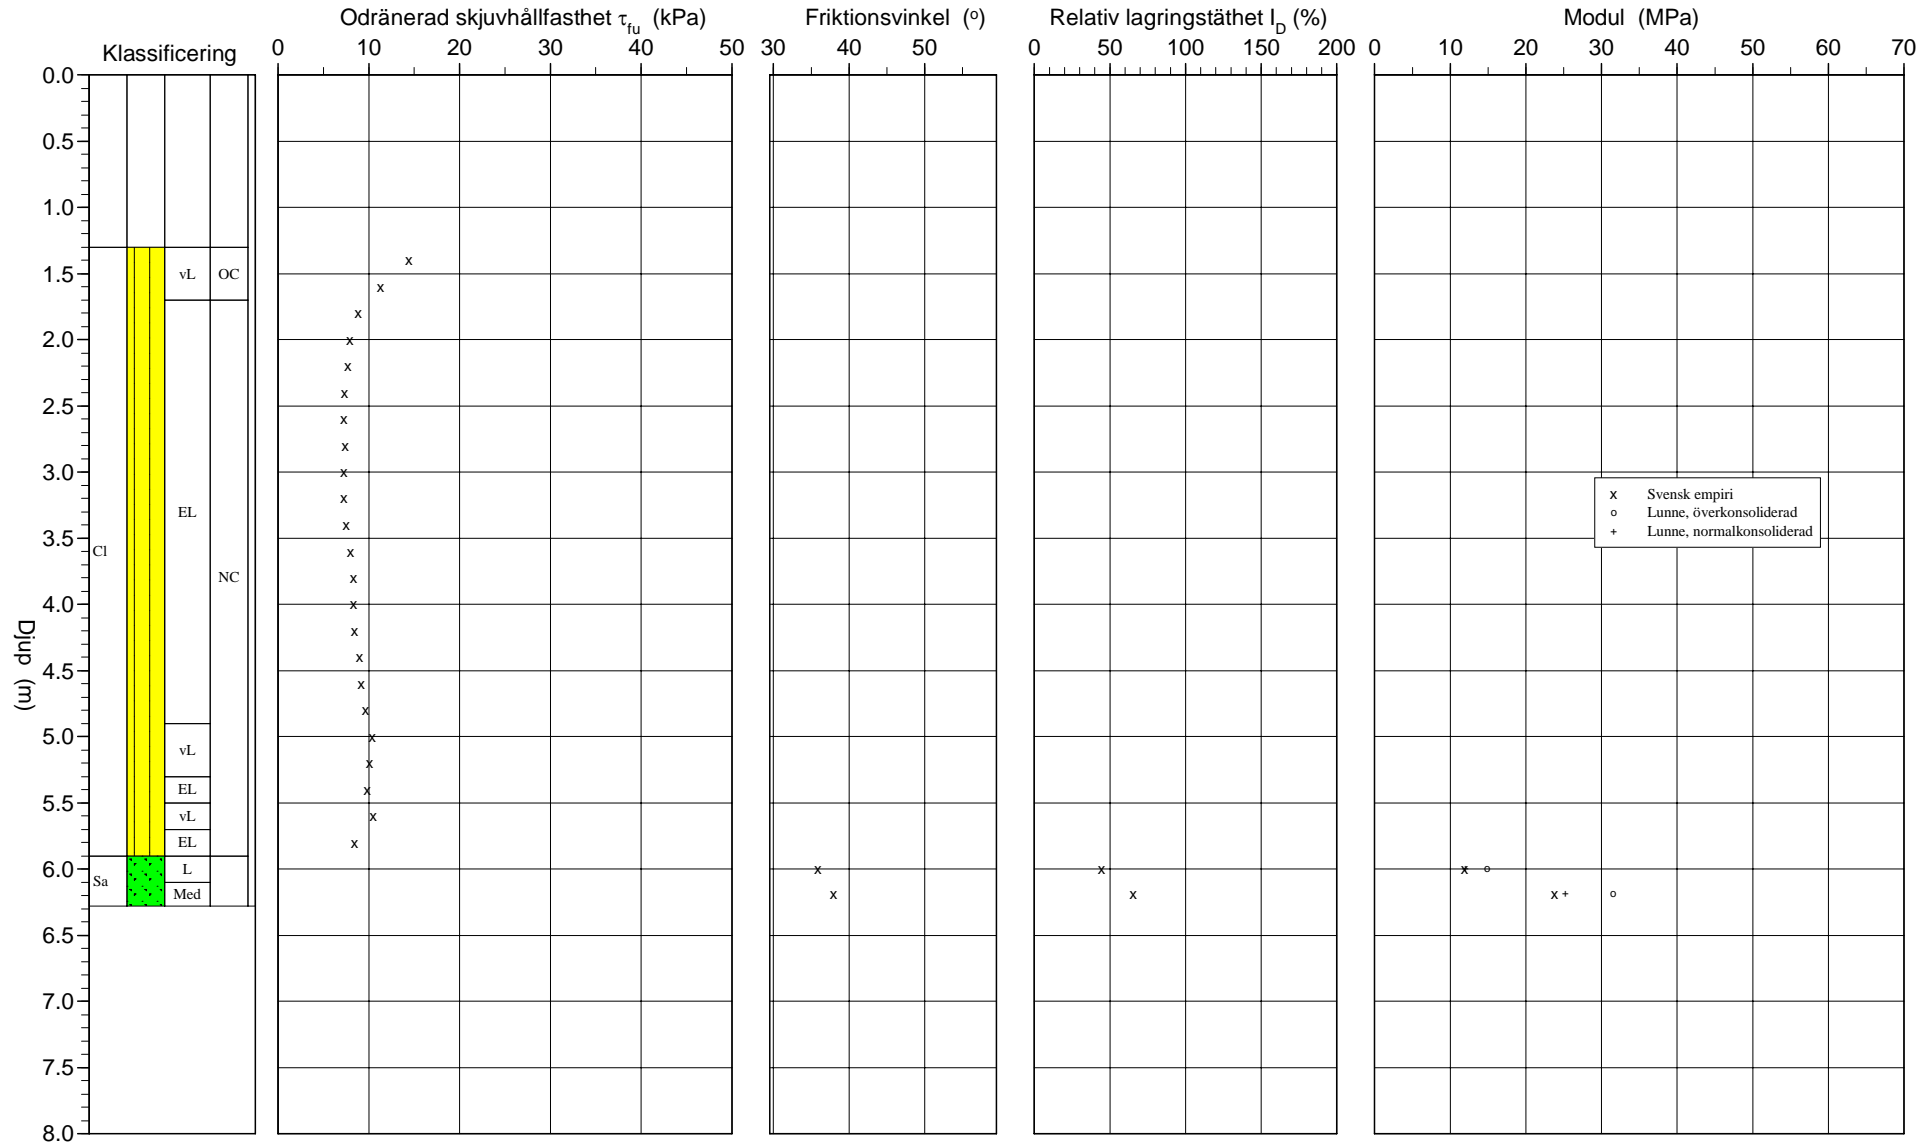 Odränerad skjuvhållfasthet τfu (kPa)
Friktionsvinkel (o)
Relativ lagringstäthet ID (%)
Modul (MPa)
Klassificering
0 10 20 30 40 50
30 40 50
0 50 100 150 200
0 10 20 30 40 50 60 70
Djup (m)
0.0
0.5
1.0
1.5
2.0
2.5
3.0
3.5
4.0
4.5
5.0
5.5
6.0
6.5
7.0
7.5
8.0
Cl
Sa
vL
EL
vL
EL
vL
EL
L
Med
OC
NC
x Svensk empiri
o Lunne, överkonsoliderad
+ Lunne, normalkonsoliderad